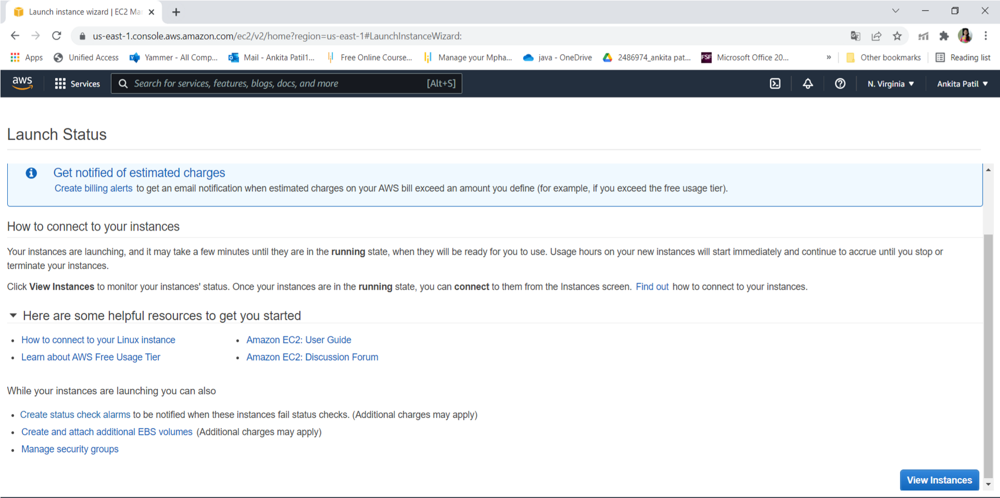 Launch instance wizard | EC2 Ma
us-east-1.console.aws.amazon.com/ec2/v2/home?region=us-east-1#LaunchInstanceWizard:
Apps Unified Access Yammer - All Comp... Mail - Ankita Patil1... Free Online Course... Manage your Mpha... java - OneDrive 2486974_ankita pat... FSF Microsoft Office 20... » Other bookmarks Reading list
aws Services Search for services, features, blogs, docs, and more [Alt+S] N. Virginia ▼ Ankita Patil ▼
Launch Status
Get notified of estimated charges
Create billing alerts to get an email notification when estimated charges on your AWS bill exceed an amount you define (for example, if you exceed the free usage tier).
How to connect to your instances
Your instances are launching, and it may take a few minutes until they are in the running state, when they will be ready for you to use. Usage hours on your new instances will start immediately and continue to accrue until you stop or
terminate your instances.
Click View Instances to monitor your instances' status. Once your instances are in the running state, you can connect to them from the Instances screen. Find out how to connect to your instances.
Here are some helpful resources to get you started
• How to connect to your Linux instance • Amazon EC2: User Guide
• Learn about AWS Free Usage Tier • Amazon EC2: Discussion Forum
While your instances are launching you can also
• Create status check alarms to be notified when these instances fail status checks. (Additional charges may apply)
• Create and attach additional EBS volumes (Additional charges may apply)
• Manage security groups
View Instances